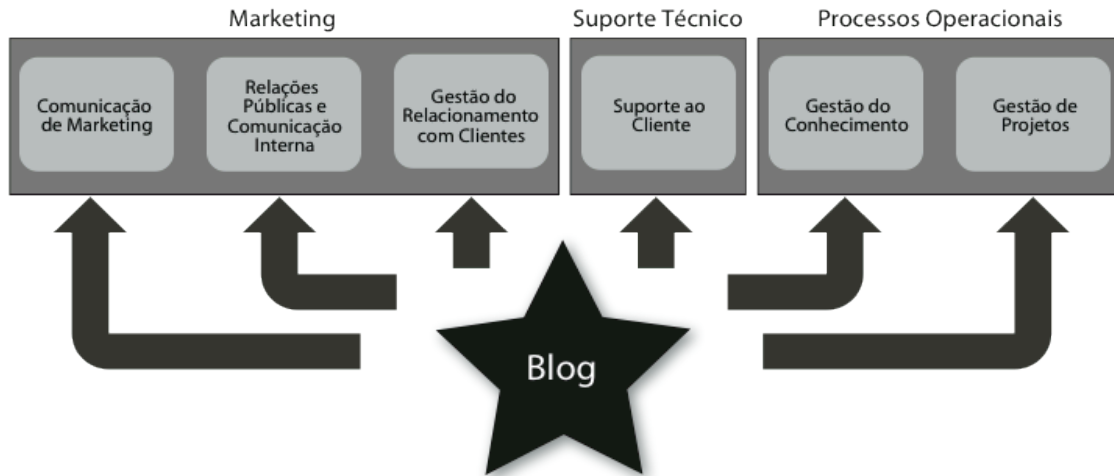 Marketing
Suporte Técnico
Processos Operacionais
Comunicação
de Marketing
Relações
Públicas e
Comunicação
Interna
Gestão do
Relacionamento
com Clientes
Suporte ao
Cliente
Gestão do
Conhecimento
Gestão de
Projetos
Blog